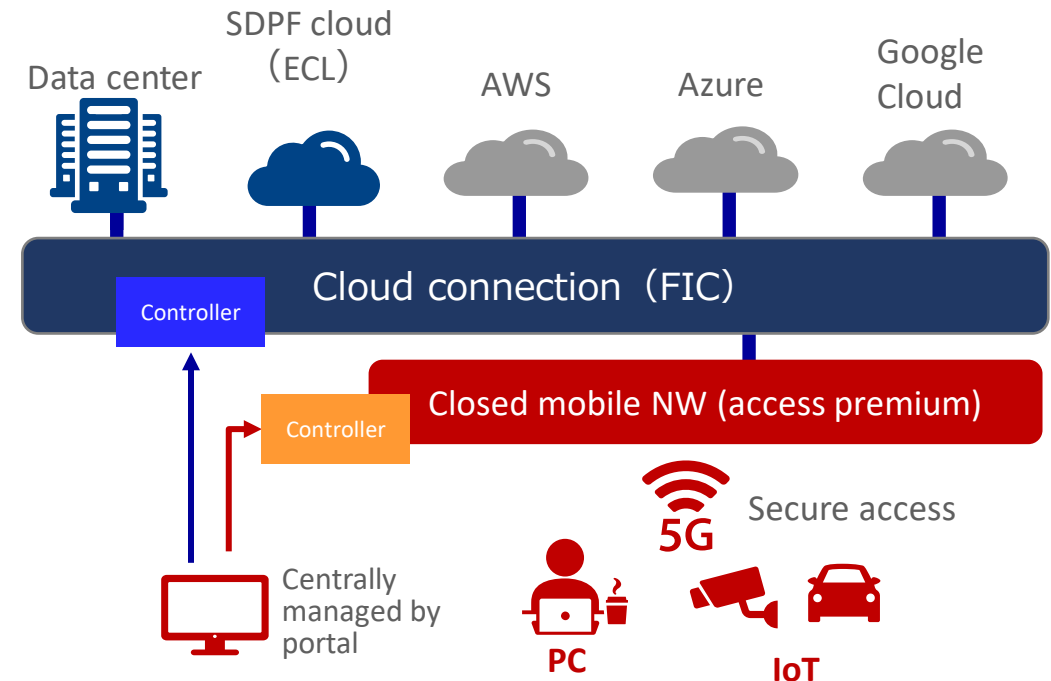 Data center
SDPF cloud
（ECL）
AWS
Azure
Google
Cloud
Cloud connection（FIC）
Controller
Closed mobile NW (access premium)
Controller
5G
Secure access
Centrally
managed by
portal
PC
IoT